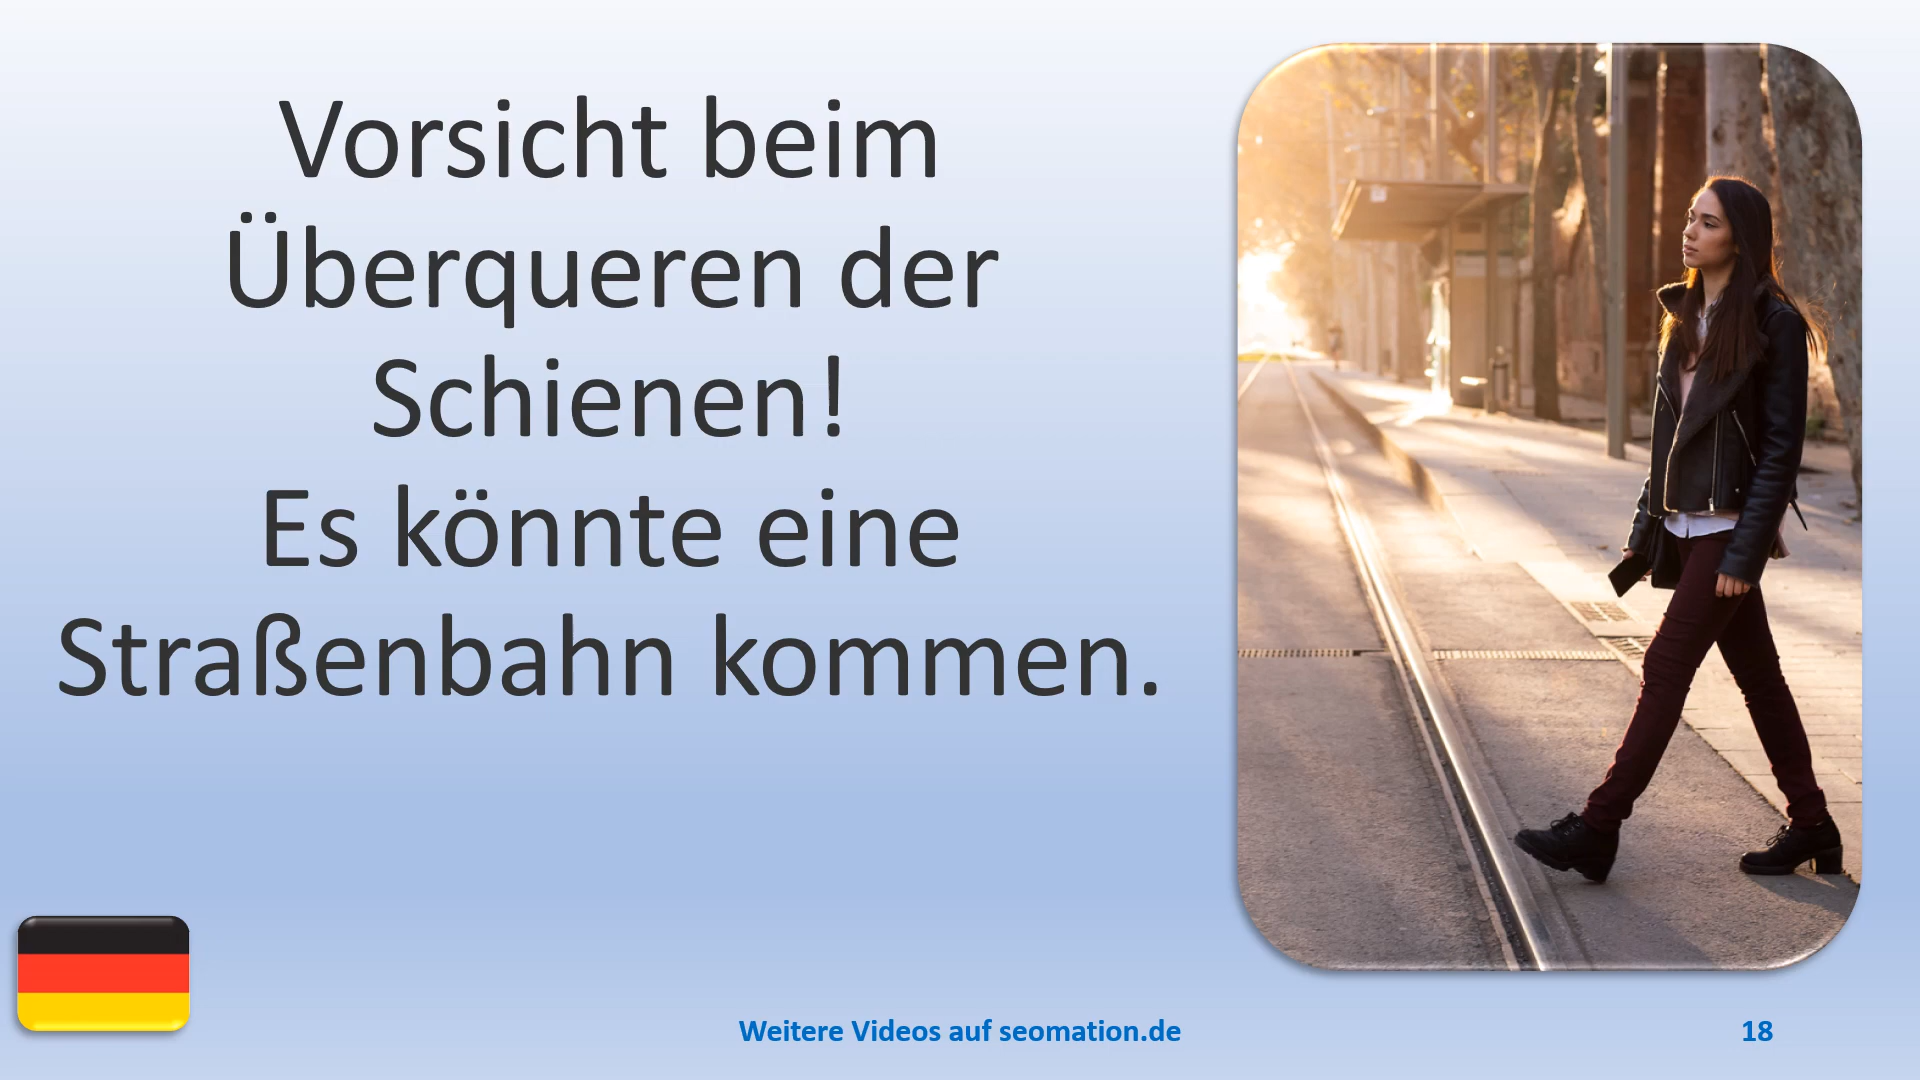 Vorsicht beim
Überqueren der
Schienen!
Es könnte eine
Straßenbahn kommen.
Weitere Videos auf seomation.de
18